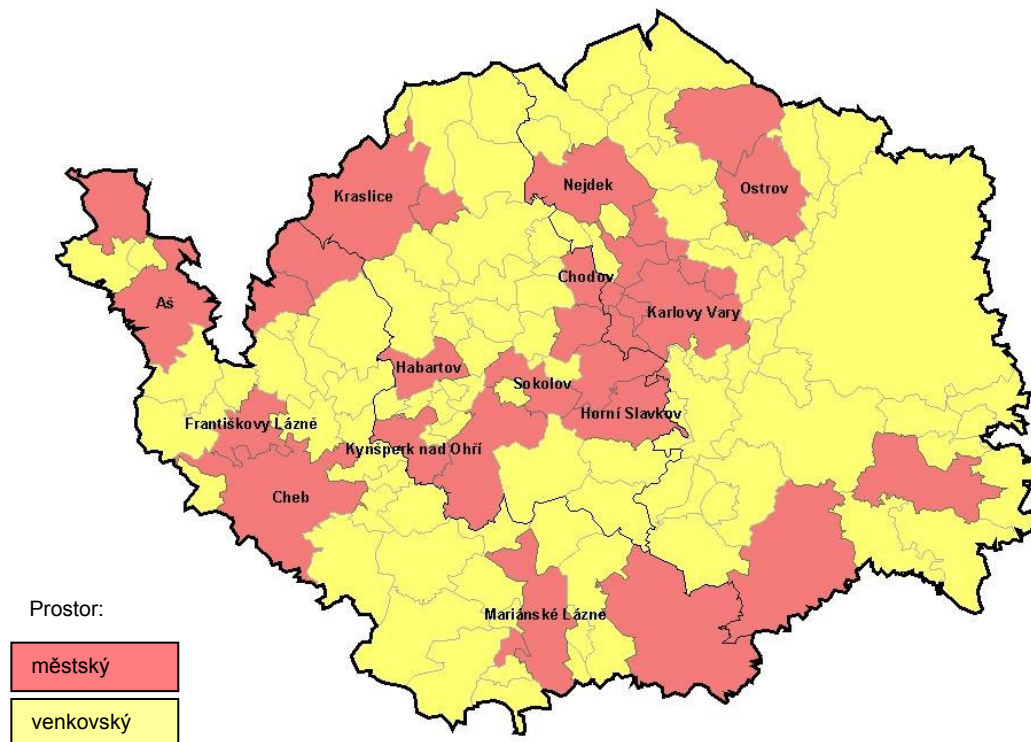 Kraslice
Nejdek
Ostrov
Aš
Chodov
Karlovy Vary
Habartov
Sokolov
Horní Slavkov
Františkovy Lázně
Kynšperk nad Ohří
Cheb
Mariánské Lázně
Prostor:
městský
venkovský